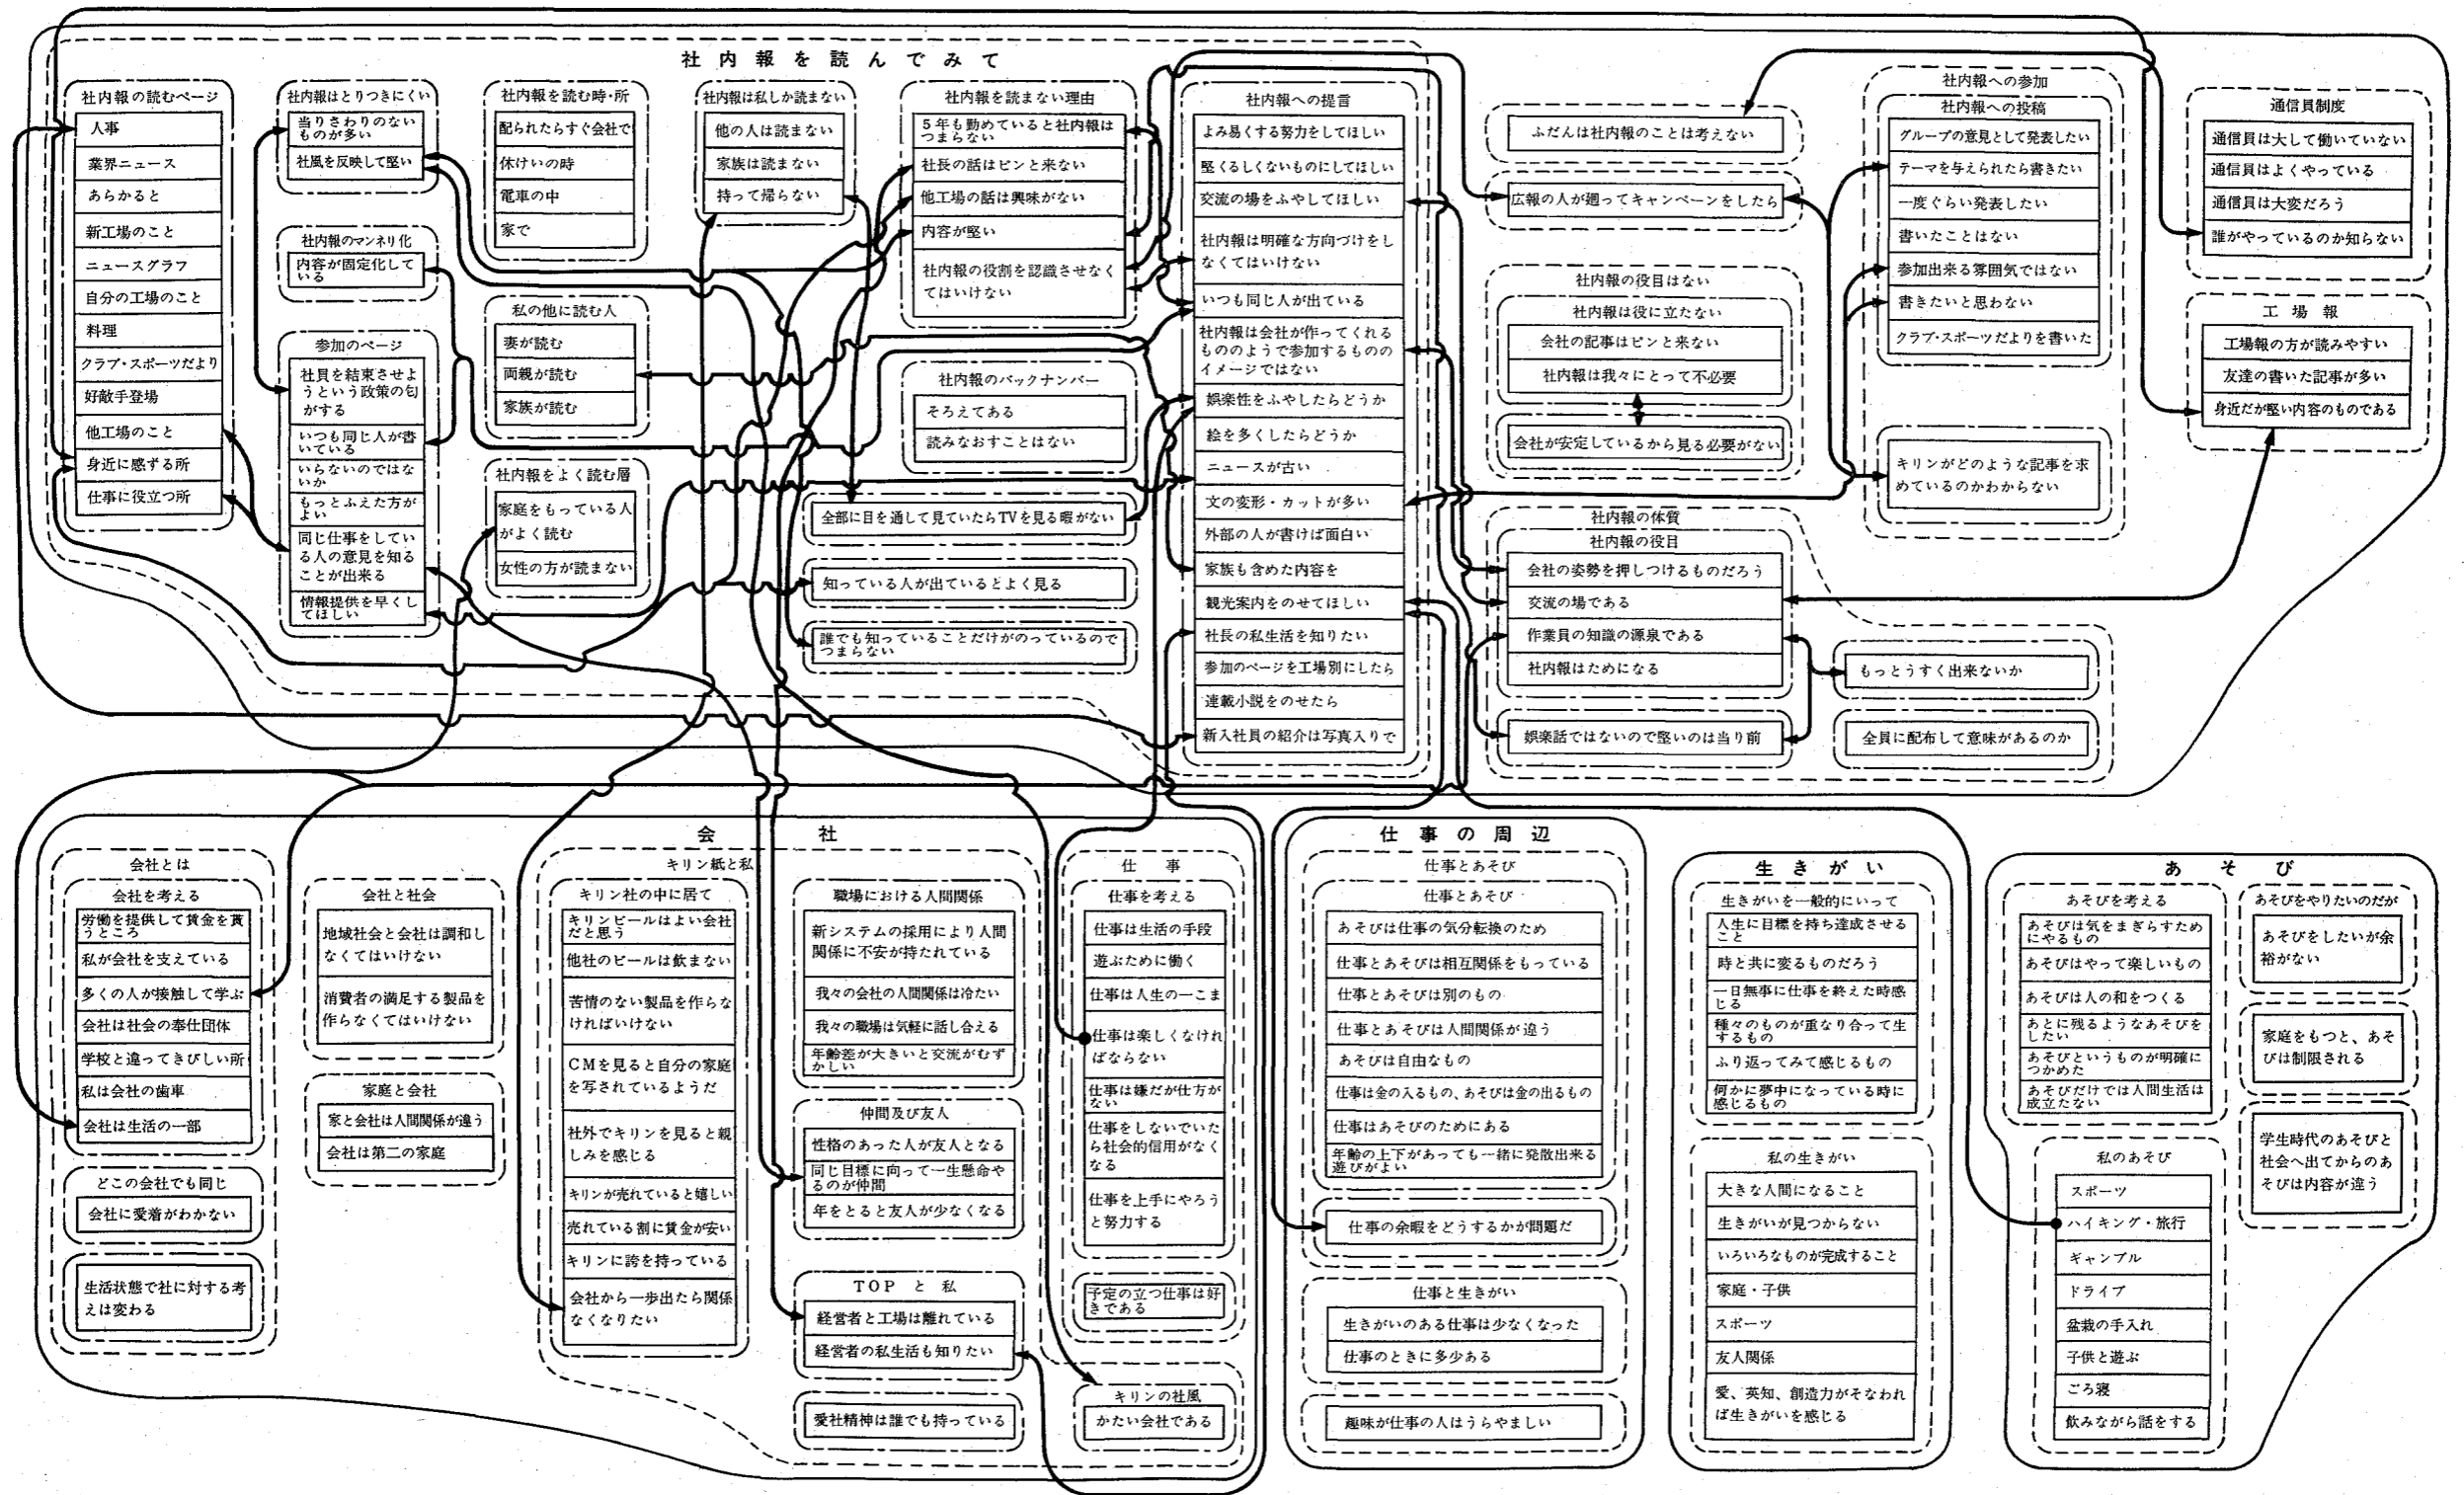 社内報を読んでみて
社内報の読むページ
人事
業界ニュース
あらかると
新工場のこと
ニュースグラフ
自分の工場のこと
料理
クラブ・スポーツだより
好敵手登場
他工場のこと
身近に感ずる所
仕事に役立つ所
社内報はとりつきにくい
当りさわりのない
ものが多い
社風を反映して堅い
社内報のマンネリ化
内容が固定化して
いる
参加のページ
社員を結束させよ
うという政策の匂
がする
いつも同じ人が書
いている
いらないのではな
いか
もっとふえた方が
よい
同じ仕事をしてい
る人の意見を知る
ことが出来る
情報提供を早くし
てほしい
社内報を読む時・所
配られたらすぐ会社で
休けいの時
電車の中
家で
私の他に読む人
妻が読む
両親が読む
家族が読む
社内報をよく読む層
家庭をもっている人
がよく読む
女性の方が読まない
社内報は私しか読まない
他の人は読まない
家族は読まない
持って帰らない
社内報を読まない理由
5年も勤めていると社内報は
つまらない
社長の話はピンと来ない
他工場の話は興味がない
内容が堅い
社内報の役割を認識させなく
てはいけない
社内報のバックナンバー
そろえてある
読みなおすことはない
全部に目を通して見ていたらTVを見る暇がない
知っている人が出ているとよく見る
誰でも知っていることだけがのっているので
つまらない
社内報への提言
よみ易くする努力をしてほしい
堅くるしくないものにしてほしい
交流の場をふやしてほしい
社内報は明確な方向づけをし
なくてはいけない
いつも同じ人が出ている
社内報は会社が作ってくれる
もののようで参加するものの
イメージではない
娯楽性をふやしたらどうか
絵を多くしたらどうか
ニュースが古い
文の変形・カットが多い
外部の人が書けば面白い
家族も含めた内容を
観光案内をのせてほしい
社長の私生活を知りたい
参加のページを工場別にしたら
連載小説をのせたら
新入社員の紹介は写真入りで
ふだんは社内報のことは考えない
広報の人が廻ってキャンペーンをしたら
社内報の役目はない
社内報は役に立たない
会社の記事はピンと来ない
社内報は我々にとって不必要
会社が安定しているから見る必要がない
社内報の体質
社内報の役目
会社の姿勢を押しつけるものだろう
交流の場である
作業員の知識の源泉である
社内報はためになる
娯楽話ではないので堅いのは当り前
もっとうすく出来ないか
全員に配布して意味があるのか
社内報への参加
社内報への投稿
グループの意見として発表したい
テーマを与えられたら書きたい
一度ぐらい発表したい
書いたことはない
参加出来る雰囲気ではない
書きたいと思わない
クラブ・スポーツだよりを書いた
キリンがどのような記事を求
めているのかわからない
通信員制度
通信員は大して働いていない
通信員はよくやっている
通信員は大変だろう
誰がやっているのか知らない
工場報
工場報の方が読みやすい
友達の書いた記事が多い
身近だが堅い内容のものである
会社
会社とは
会社を考える
労働を提供して賃金を貰
うところ
私が会社を支えている
多くの人が接触して学ぶ
会社は社会の奉仕団体
学校と違ってきびしい所
私は会社の歯車
会社は生活の一部
どこの会社でも同じ
会社に愛着がわかない
生活状態で社に対する考
えは変わる
会社と社会
地域社会と会社は調和し
なくてはいけない
消費者の満足する製品を
作らなくてはいけない
家庭と会社
家と会社は人間関係が違う
会社は第二の家庭
キリン紙と私
キリン社の中に居て
キリンビールはよい会社
だと思う
他社のビールは飲まない
苦情のない製品を作らな
ければいけない
CMを見ると自分の家庭
を写されているようだ
社外でキリンを見ると親
しみを感じる
キリンが売れていると嬉しい
売れている割に賃金が安い
キリンに誇を持っている
会社から一歩出たら関係
なくなりたい
職場における人間関係
新システムの採用により人間
関係に不安が持たれている
我々の会社の人間関係は冷たい
我々の職場は気軽に話し合える
年齢差が大きいと交流がむず
かしい
仲間及び友人
性格のあった人が友人となる
同じ目標に向って一生懸命や
るのが仲間
年をとると友人が少なくなる
TOPと私
経営者と工場は離れている
経営者の私生活も知りたい
愛社精神は誰でも持っている
仕事
仕事を考える
仕事は生活の手段
遊ぶために働く
仕事は人生の一こま
仕事は楽しくなけれ
ばならない
仕事は嫌だが仕方が
ない
仕事をしないでいた
ら社会的信用がなく
なる
仕事を上手にやろう
と努力する
予定の立つ仕事は好
きである
キリンの社風
かたい会社である
仕事の周辺
仕事とあそび
仕事とあそび
あそびは仕事の気分転換のため
仕事とあそびは相互関係をもっている
仕事とあそびは別のもの
仕事とあそびは人間関係が違う
あそびは自由なもの
仕事は金の入るもの、あそびは金の出るもの
仕事はあそびのためにある
年齢の上下があっても一緒に発散出来る
遊びがよい
仕事の余暇をどうするかが問題だ
仕事と生きがい
生きがいのある仕事は少なくなった
仕事のときに多少ある
趣味が仕事の人はうらやましい
生きがい
生きがいを一般的にいって
人生に目標を持ち達成させる
こと
時と共に変るものだろう
一日無事に仕事を終えた時感
じる
種々のものが重なり合って生
するもの
ふり返ってみて感じるもの
何かに夢中になっている時に
感じるもの
私の生きがい
大きな人間になること
生きがいが見つからない
いろいろなものが完成すること
家庭・子供
スポーツ
友人関係
愛、英知、創造力がそなわれ
ば生きがいを感じる
あそび
あそびを考える
あそびは気をまぎらすため
にやるもの
あそびはやって楽しいもの
あそびは人の和をつくる
あとに残るようなあそびを
したい
あそびというものが明確に
つかめた
あそびだけでは人間生活は
成立たない
私のあそび
スポーツ
ハイキング・旅行
ギャンブル
ドライブ
盆栽の手入れ
子供と遊ぶ
ごろ寝
飲みながら話をする
あそびをやりたいのだが
あそびをしたいが余
裕がない
家庭をもつと、あそ
びは制限される
学生時代のあそびと
社会へ出てからのあ
そびは内容が違う